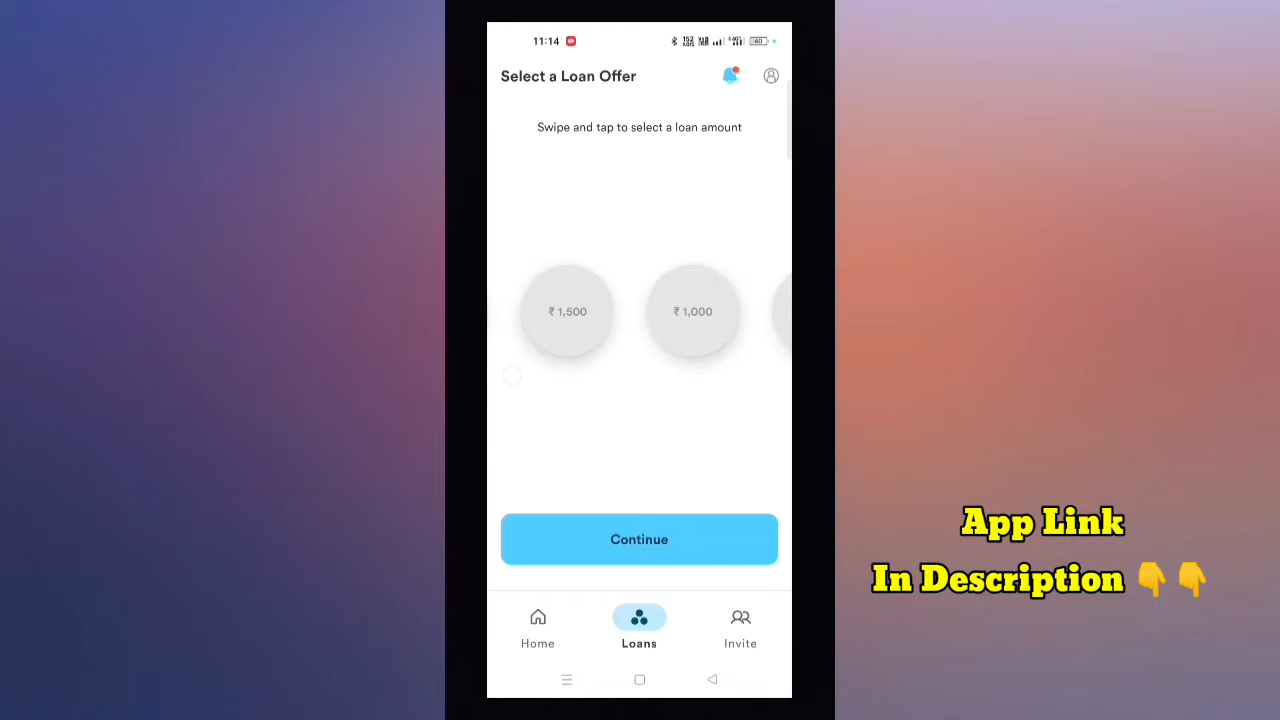 11:14
40
Select a Loan Offer
Swipe and tap to select a loan amount
₹ 1,500
₹ 1,000
App Link
In Description 👇👇
Continue
Home
Loans
Invite